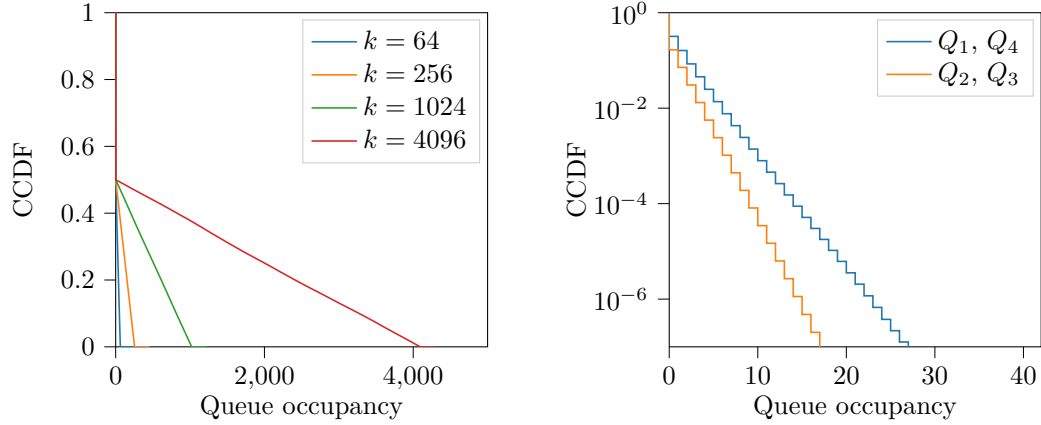 1
0.8
0.6
0.4
0.2
0
0
2,000
4,000
CCDF
Queue occupancy
k = 64
k = 256
k = 1024
k = 4096
10^0
10^−2
10^−4
10^−6
0
10
20
30
40
CCDF
Queue occupancy
Q_1, Q_4
Q_2, Q_3